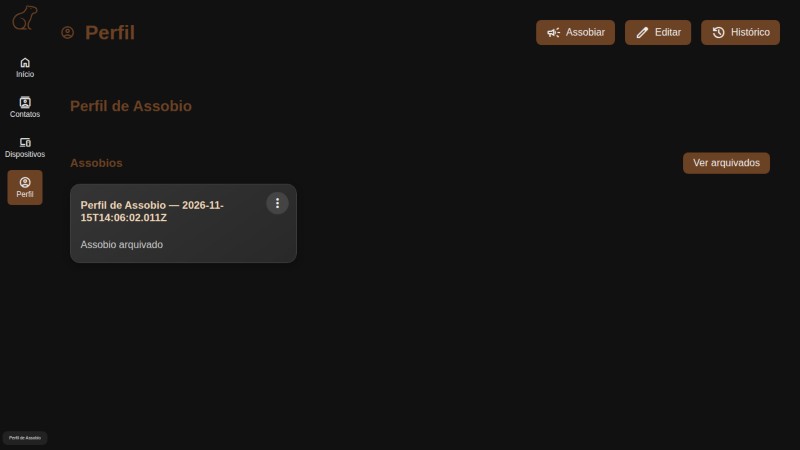 Perfil
Assobiar
Editar
Histórico
Início
Contatos
Dispositivos
Perfil
Perfil de Assobio
Assobios
Ver arquivados
Perfil de Assobio — 2026-11-
15T14:06:02.011Z
Assobio arquivado
Perfil de Assobio